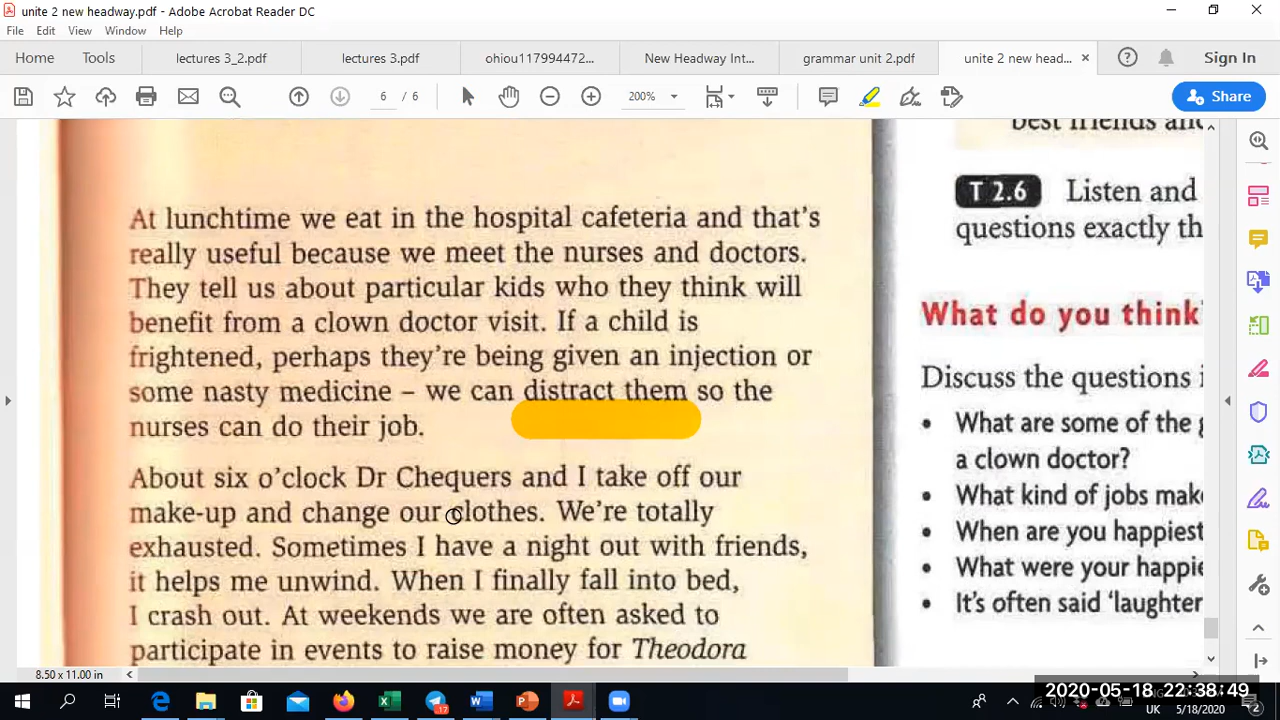 unite 2 new headway.pdf - Adobe Acrobat Reader DC
File Edit View Window Help
Home Tools lectures 3_2.pdf lectures 3.pdf ohion1179944472... New Headway Int... grammar unit 2.pdf unite 2 new head... × Sign In
6 / 6 200% Share
best friends and
T 2.6 Listen and
questions exactly th
At lunchtime we eat in the hospital cafeteria and that's
really useful because we meet the nurses and doctors.
They tell us about particular kids who they think will
benefit from a clown doctor visit. If a child is
frightened, perhaps they're being given an injection or
some nasty medicine – we can distract them so the
nurses can do their job.
About six o'clock Dr Chequers and I take off our
make-up and change our clothes. We're totally
exhausted. Sometimes I have a night out with friends,
it helps me unwind. When I finally fall into bed,
I crash out. At weekends we are often asked to
participate in events to raise money for Theodora
What do you think
Discuss the questions i
• What are some of the g
a clown doctor?
• What kind of jobs mak
• When are you happiest
• What were your happie
• It's often said 'laughter
8.50 x 11.00 in
17
2020-05-18 22:38:49
UK 5/18/2020 2